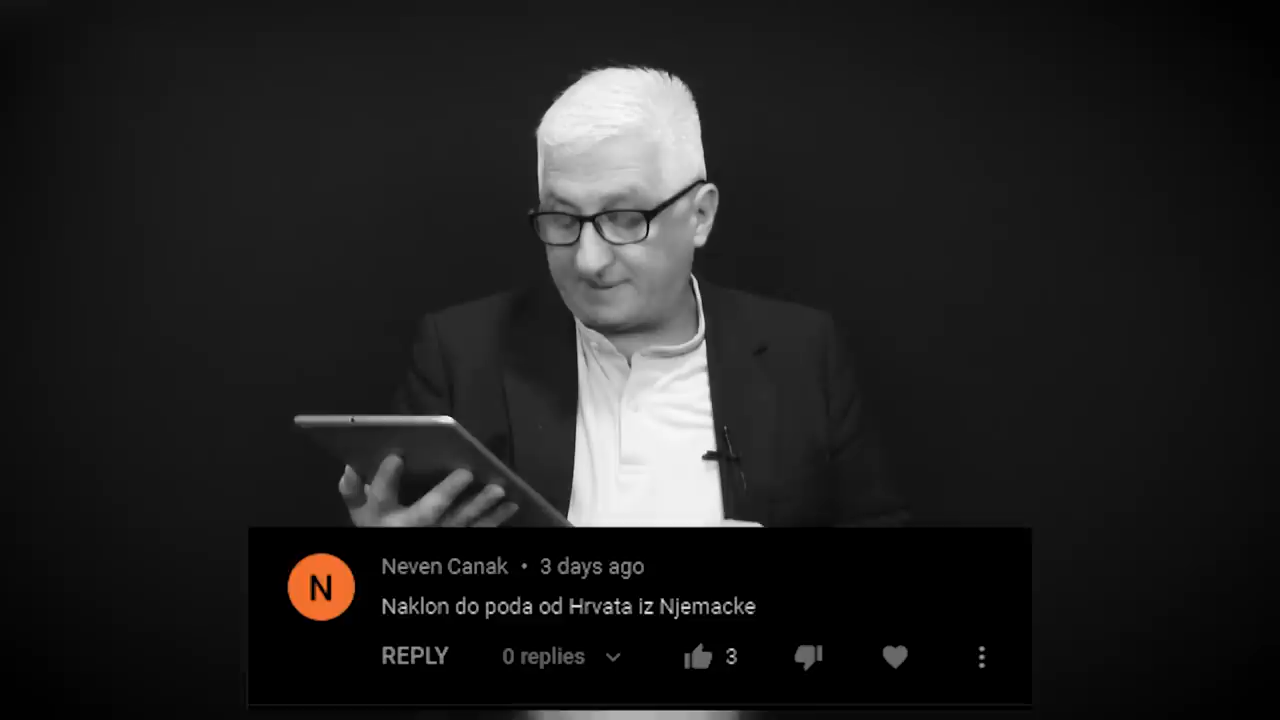 N
Neven Canak • 3 days ago
Naklon do poda od Hrvata iz Njemacke
REPLY 0 replies 3